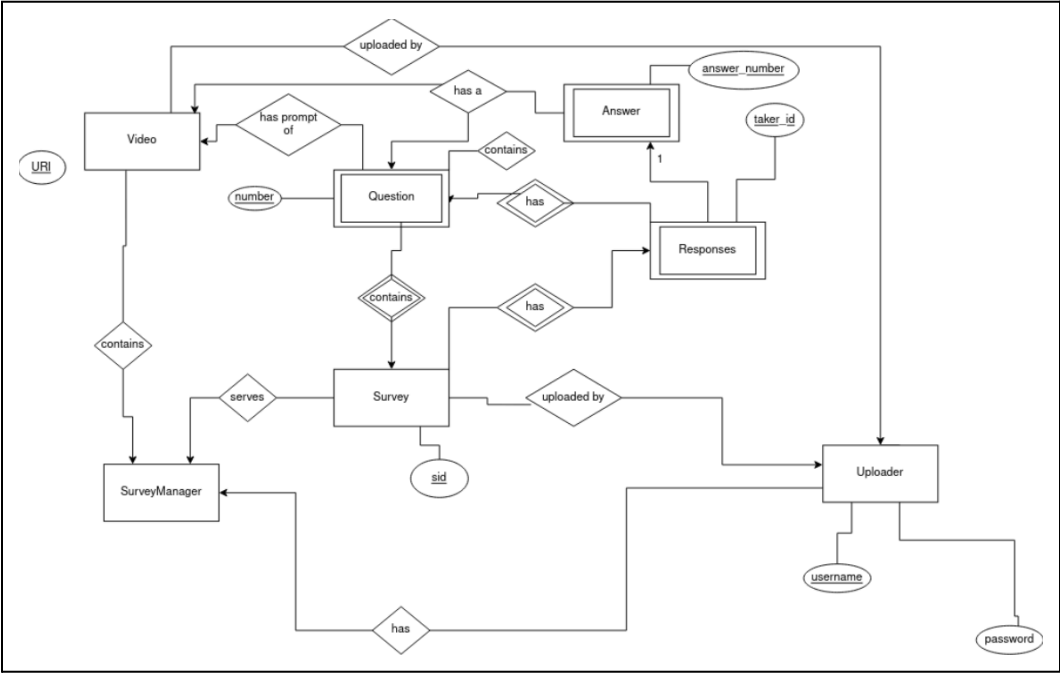 uploaded by
answer_number
has a
Answer
has prompt
of
taker_id
Video
contains
1
URI
number
Question
has
Responses
contains
has
contains
serves
Survey
uploaded by
sid
SurveyManager
Uploader
username
has
password